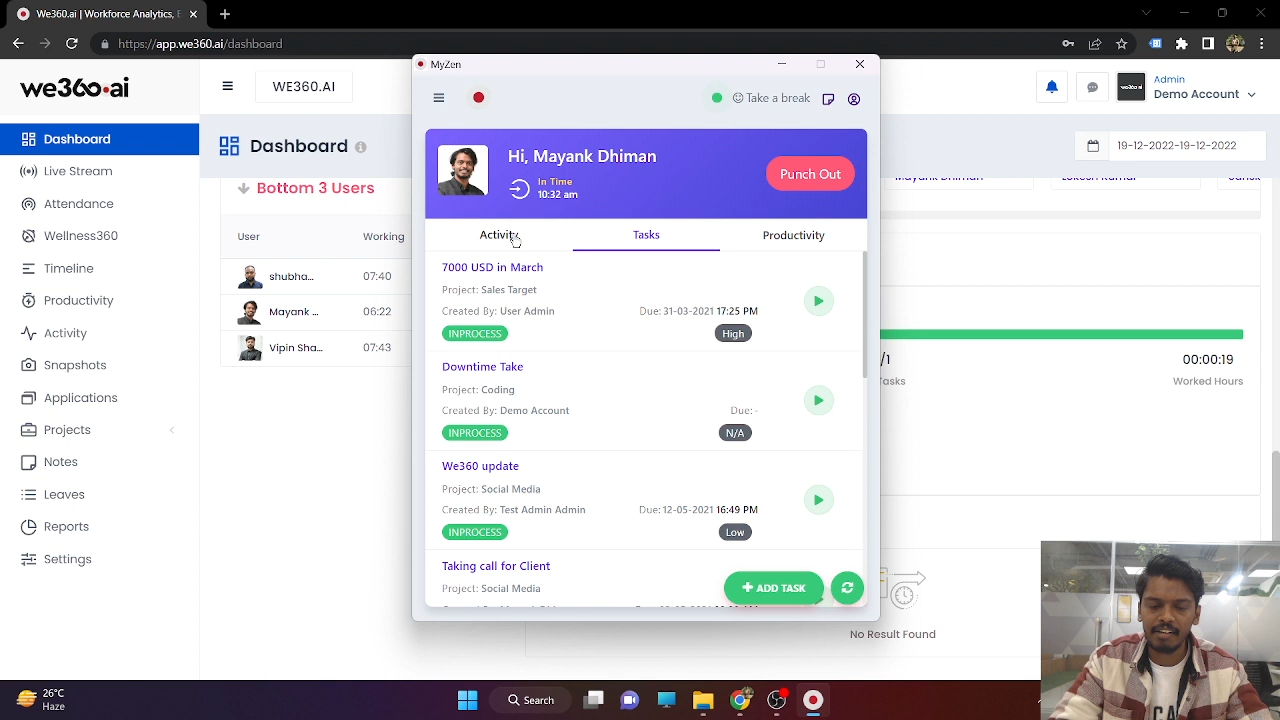 We360.ai | Workforce Analytics, E
https://app.we360.ai/dashboard
we360.ai
WE360.AI
Admin
Demo Account
Dashboard
Live Stream
Attendance
Wellness360
Timeline
Productivity
Activity
Snapshots
Applications
Projects
Notes
Leaves
Reports
Settings
Dashboard
19-12-2022-19-12-2022
Bottom 3 Users
User Working
shubha... 07:40
Mayank ... 06:22
Vipin Sha... 07:43
MyZen
Take a break
Hi, Mayank Dhiman
In Time
10:32 am
Punch Out
Activity Tasks Productivity
7000 USD in March
Project: Sales Target
Created By: User Admin Due: 31-03-2021 17:25 PM
INPROCESS High
Downtime Take
Project: Coding
Created By: Demo Account Due: -
INPROCESS N/A
We360 update
Project: Social Media
Created By: Test Admin Admin Due: 12-05-2021 16:49 PM
INPROCESS Low
Taking call for Client
Project: Social Media
+ ADD TASK
Mayank Dhiman Lokesh Kumar
/1 00:00:19
Tasks Worked Hours
No Result Found
26°C
Haze
Search